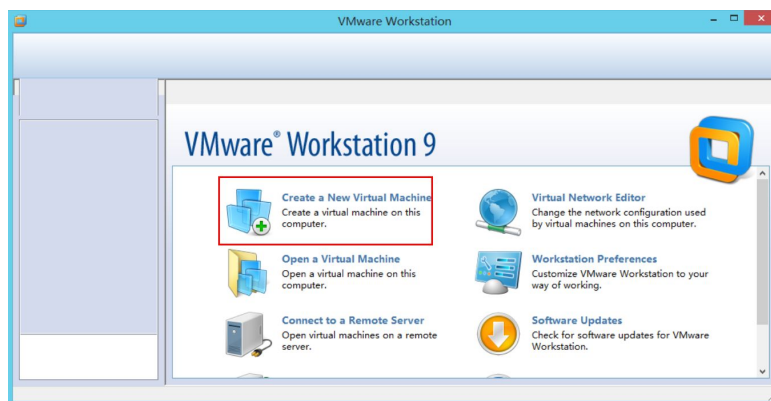 VMware Workstation
VMware® Workstation 9
Create a New Virtual Machine
Create a virtual machine on this
computer.
Virtual Network Editor
Change the network configuration used
by virtual machines on this computer.
Open a Virtual Machine
Open a virtual machine on this
computer.
Workstation Preferences
Customize VMware Workstation to your
way of working.
Connect to a Remote Server
Open virtual machines on a remote
server.
Software Updates
Check for software updates for VMware
Workstation.